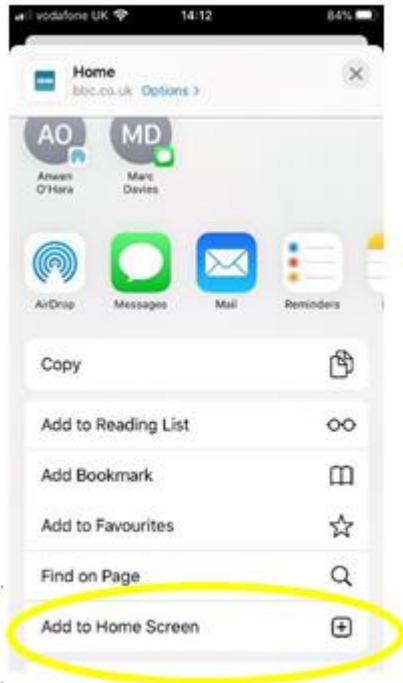 vodafone UK 14:12 84%
Home
bbc.co.uk Options >
AO MD
Anwen Marc
O'Hara Davies
AirDrop Messages Mail Reminders
Copy
Add to Reading List
Add Bookmark
Add to Favourites
Find on Page
Add to Home Screen